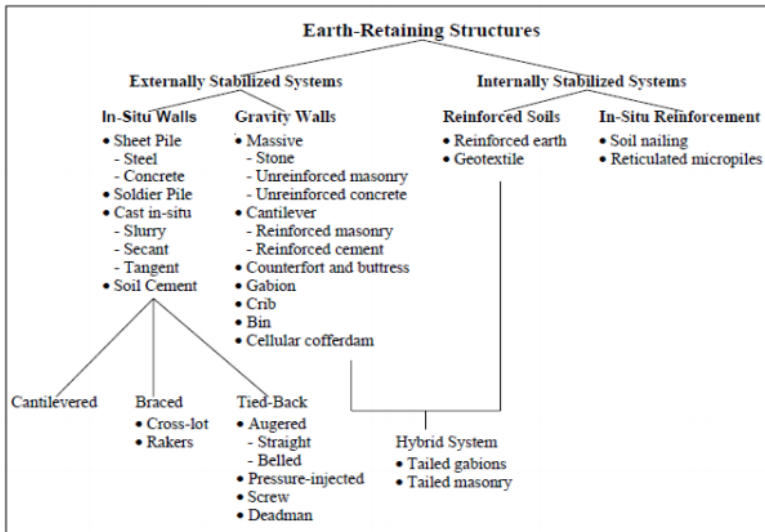 Earth-Retaining Structures
Externally Stabilized Systems
Internally Stabilized Systems
In-Situ Walls
• Sheet Pile
- Steel
- Concrete
• Soldier Pile
• Cast in-situ
- Slurry
- Secant
- Tangent
• Soil Cement
Gravity Walls
• Massive
- Stone
- Unreinforced masonry
- Unreinforced concrete
• Cantilever
- Reinforced masonry
- Reinforced cement
• Counterfort and buttress
• Gabion
• Crib
• Bin
• Cellular cofferdam
Reinforced Soils
• Reinforced earth
• Geotextile
In-Situ Reinforcement
• Soil nailing
• Reticulated micropiles
Cantilevered
Braced
• Cross-lot
• Rakers
Tied-Back
• Augered
- Straight
- Belled
• Pressure-injected
• Screw
• Deadman
Hybrid System
• Tailed gabions
• Tailed masonry